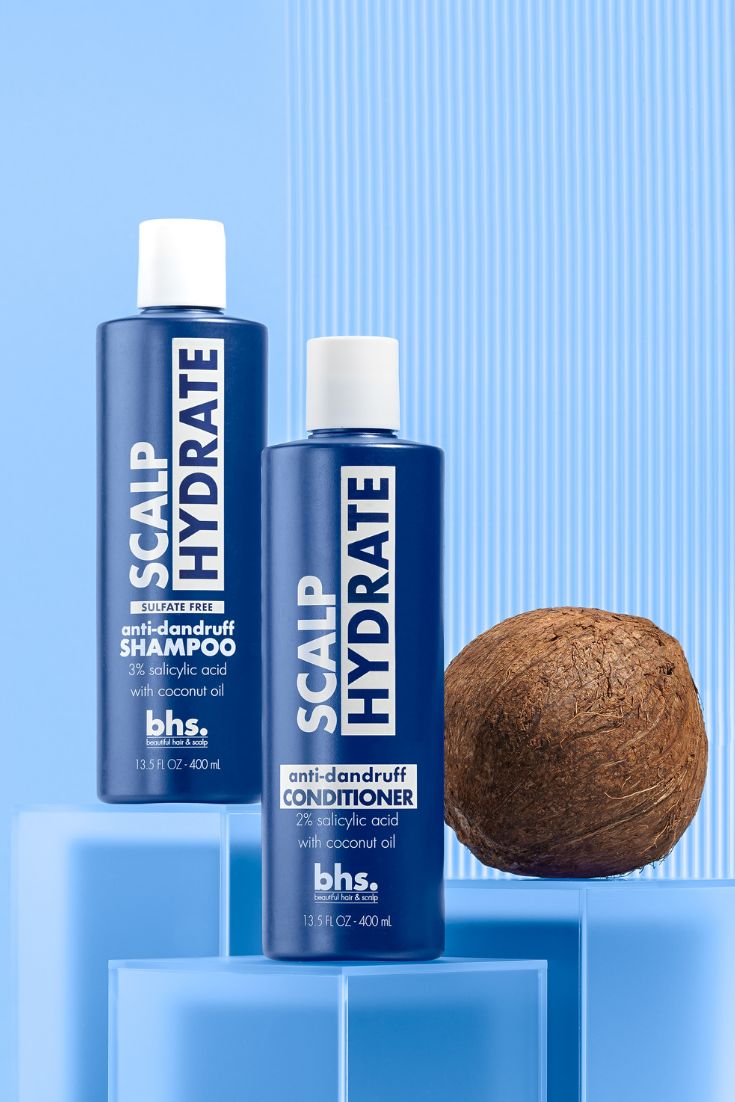 SCALP
HYDRATE
SULFATE FREE
anti-dandruff
SHAMPOO
3% salicylic acid
with coconut oil
bhs.
beautiful hair & scalp
13.5 FL OZ - 400 mL
SCALP
HYDRATE
anti-dandruff
CONDITIONER
2% salicylic acid
with coconut oil
bhs.
beautiful hair & scalp
13.5 FL OZ - 400 mL